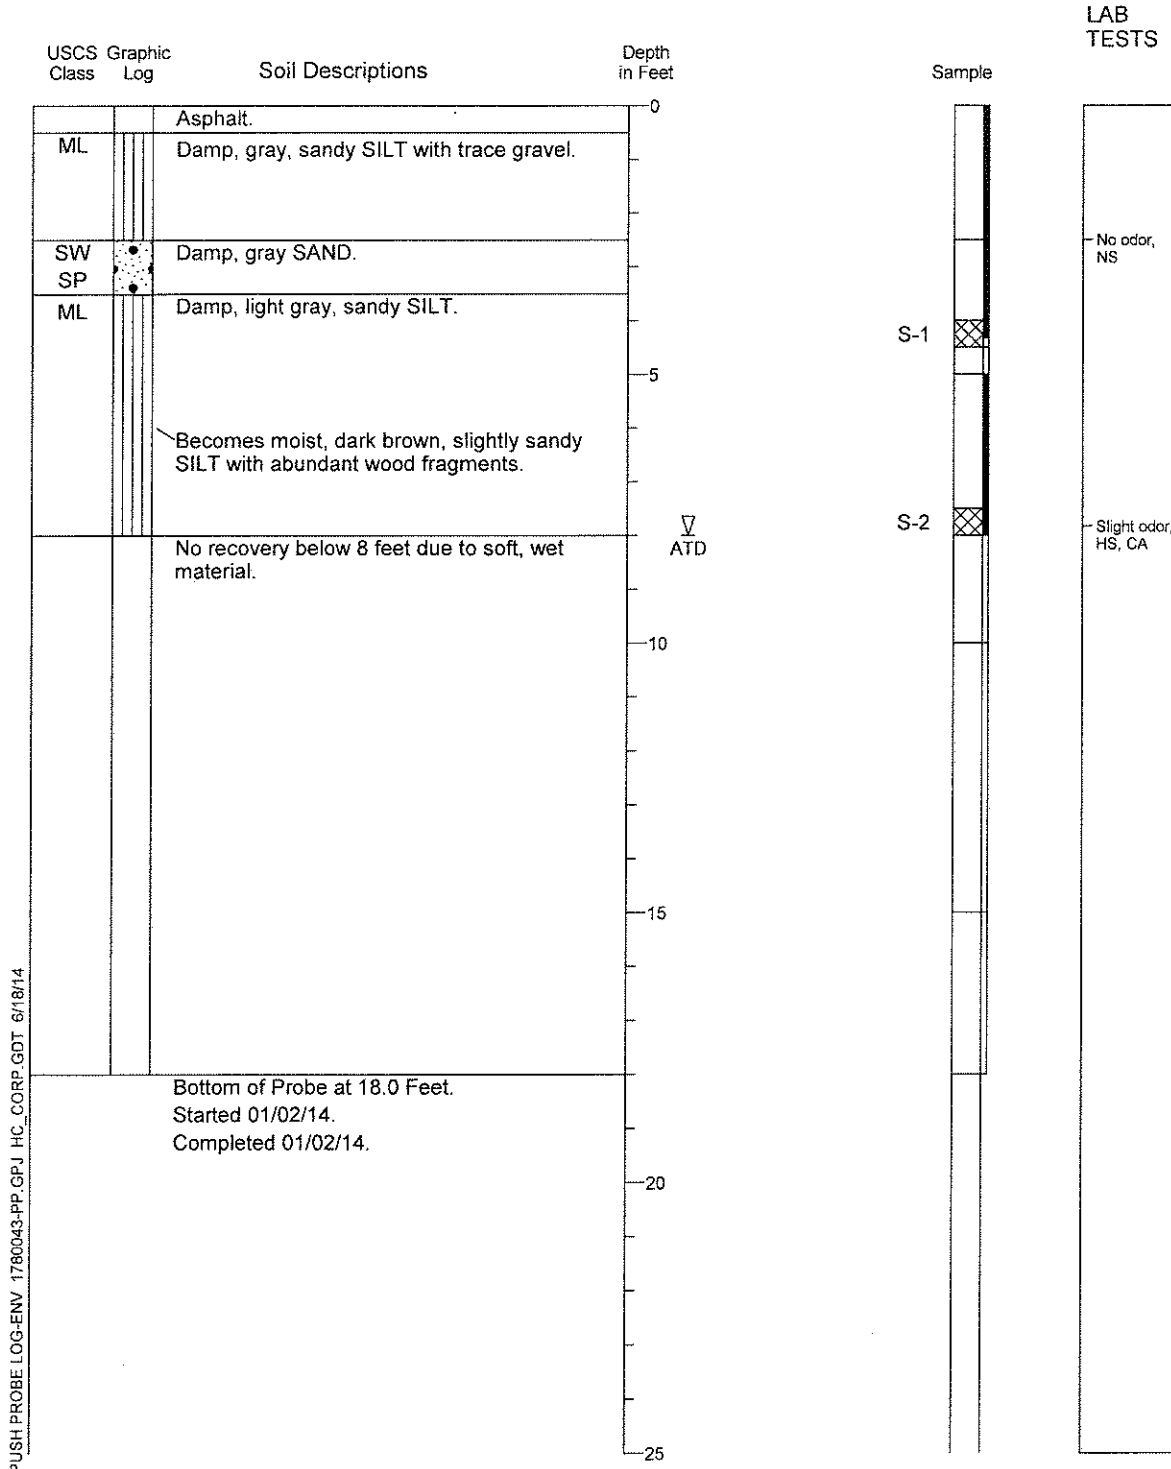 LAB
TESTS
USCS Graphic
Class Log
Soil Descriptions
Depth
in Feet
Sample
0
Asphalt.
ML
Damp, gray, sandy SILT with trace gravel.
SW
Damp, gray SAND.
No odor,
NS
SP
ML
Damp, light gray, sandy SILT.
S-1
5
Becomes moist, dark brown, slightly sandy
SILT with abundant wood fragments.
S-2
Slight odor,
HS, CA
ATD
No recovery below 8 feet due to soft, wet
material.
10
15
Bottom of Probe at 18.0 Feet.
Started 01/02/14.
Completed 01/02/14.
20
25
PUSH PROBE LOG-ENV 1780043-PP.GPJ HC_CORP.GDT 6/18/14